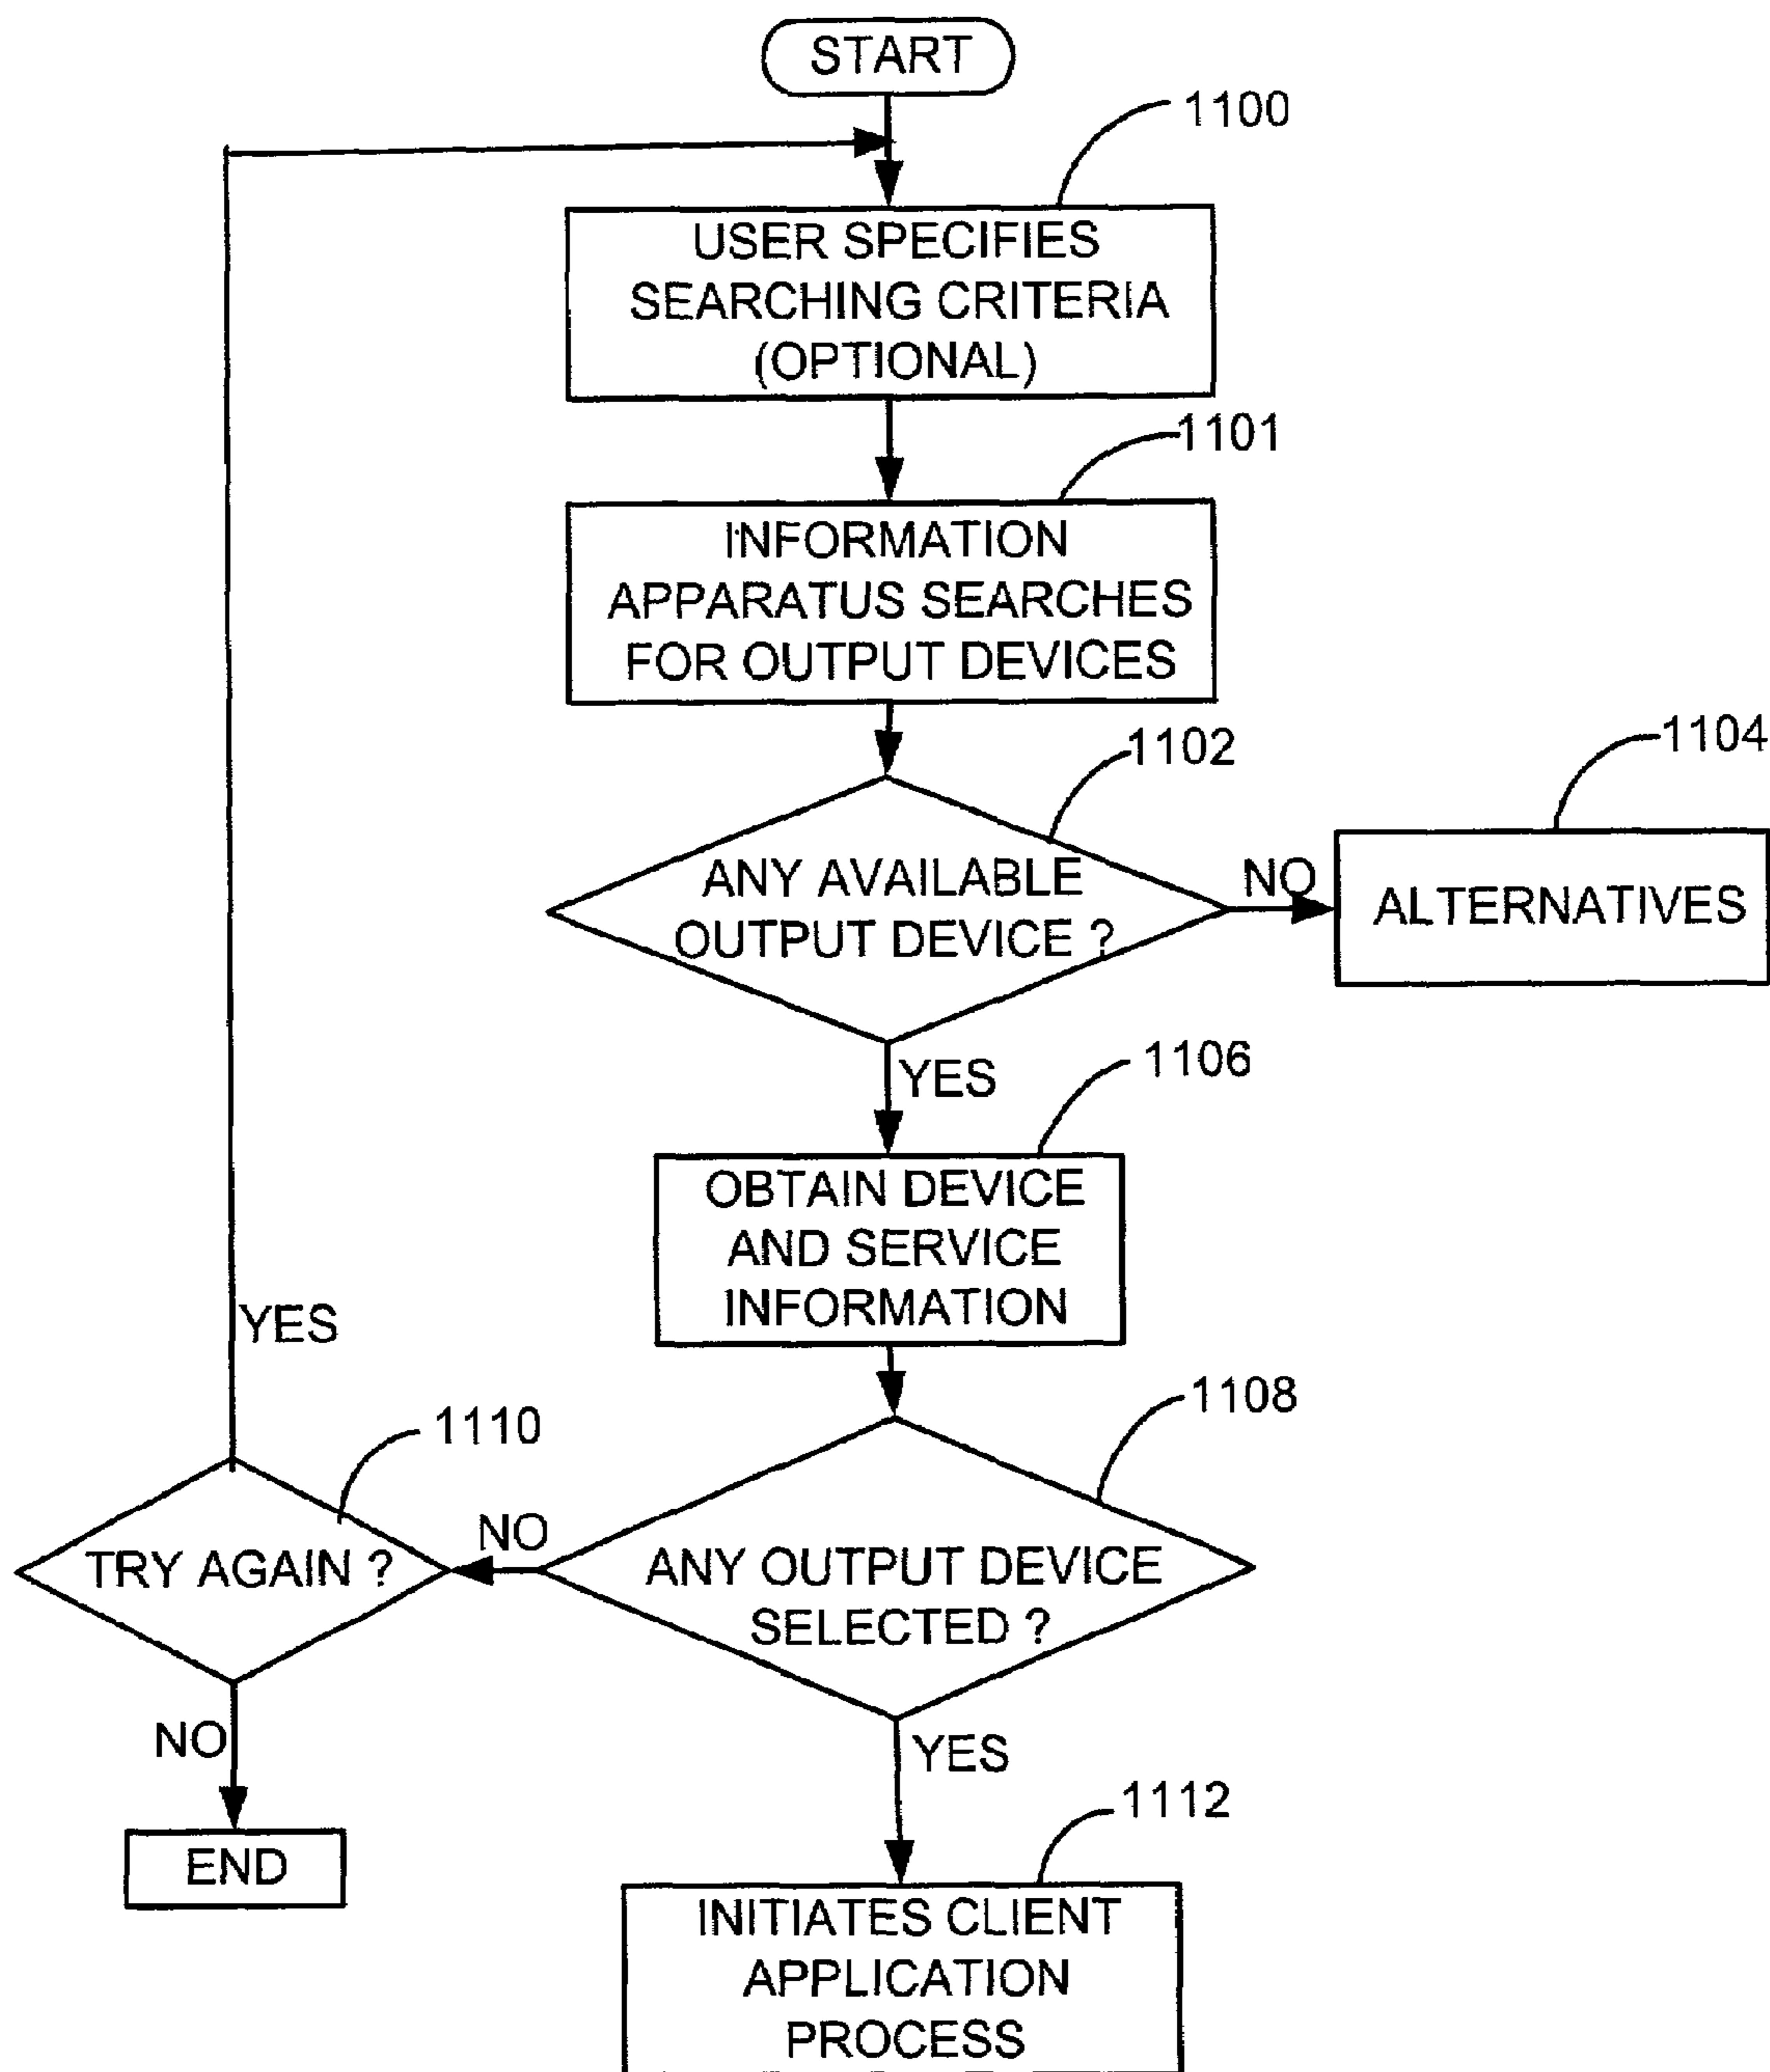 START
1100
USER SPECIFIES
SEARCHING CRITERIA
(OPTIONAL)
1101
INFORMATION
APPARATUS SEARCHES
FOR OUTPUT DEVICES
1102
1104
ANY AVAILABLE
OUTPUT DEVICE ?
NO
ALTERNATIVES
YES
1106
OBTAIN DEVICE
AND SERVICE
INFORMATION
YES
1108
1110
TRY AGAIN ?
NO
ANY OUTPUT DEVICE
SELECTED ?
NO
YES
END
1112
INITIATES CLIENT
APPLICATION
PROCESS